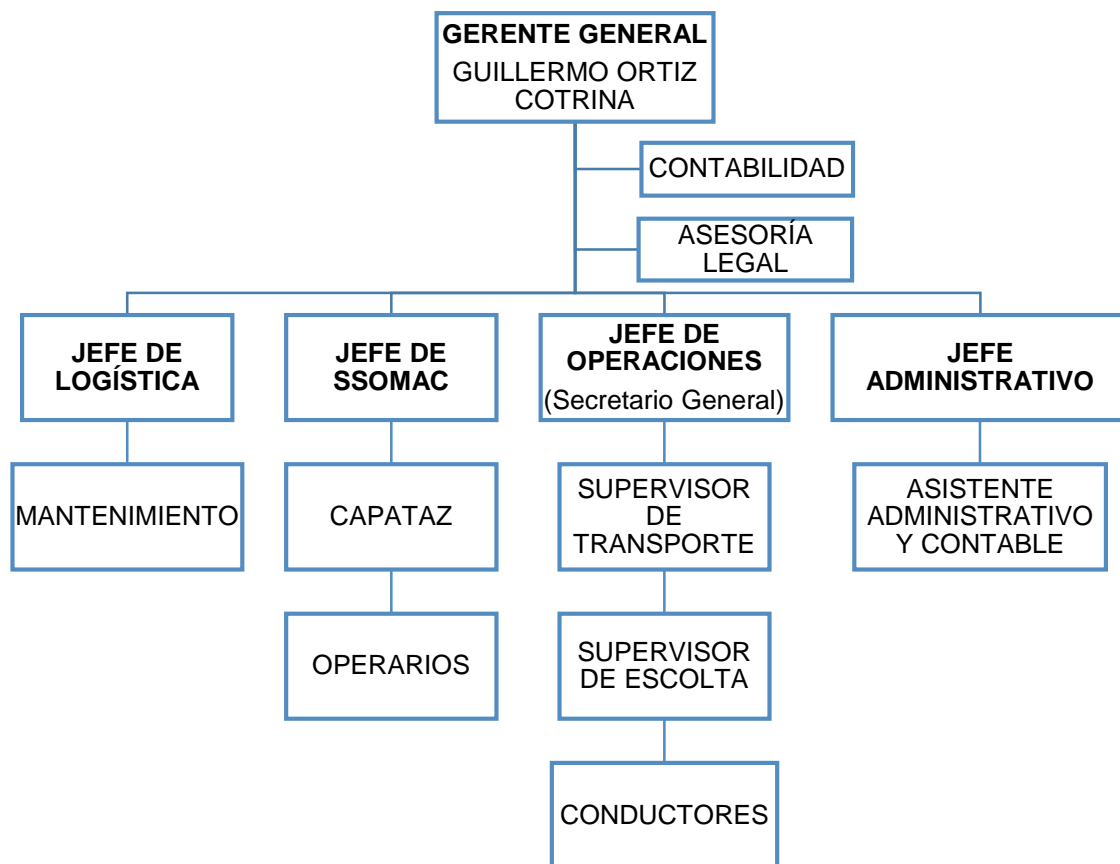 GERENTE GENERAL
GUILLERMO ORTIZ
COTRINA
CONTABILIDAD
ASESORÍA
LEGAL
JEFE DE
LOGÍSTICA
JEFE DE
SSOMAC
JEFE DE
OPERACIONES
(Secretario General)
JEFE
ADMINISTRATIVO
MANTENIMIENTO
CAPATAZ
SUPERVISOR
DE
TRANSPORTE
ASISTENTE
ADMINISTRATIVO
Y CONTABLE
OPERARIOS
SUPERVISOR
DE ESCOLTA
CONDUCTORES